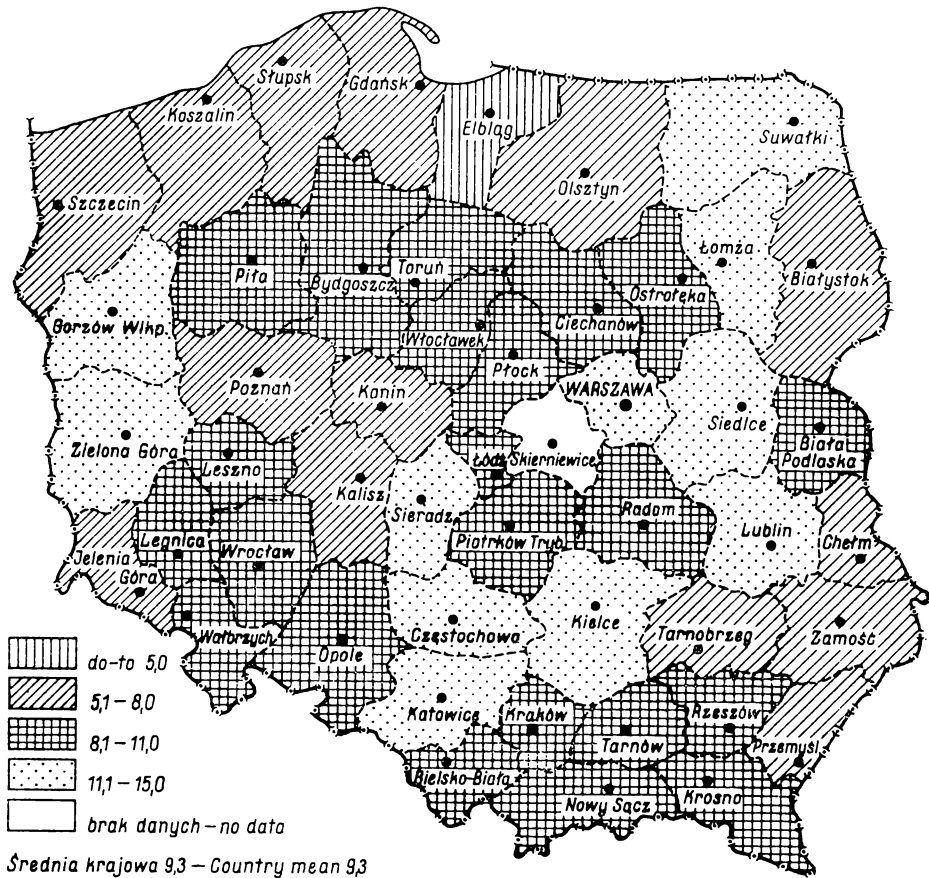 Słupsk
Gdańsk
Koszalin
Elbląg
Suwałki
Olsztyn
Szczecin
Łomża
Białystok
Piła
Bydgoszcz
Toruń
Ostrołęka
Gorzów Wlkp.
Włocławek
Ciechanów
Płock
Poznań
Konin
WARSZAWA
Siedlce
Biała
Podlaska
Zielona Góra
Leszno
Łódź
Skierniewice
Kalisz
Sieradz
Radom
Piotrków Tryb.
Lublin
Chełm
Legnica
Wrocław
Jelenia
Góra
Wałbrzych
Opole
Częstochowa
Kielce
Tarnobrzeg
Zamość
Katowice
Kraków
Rzeszów
Tarnów
Przemyśl
Bielsko-Biała
Nowy Sącz
Krosno
do-to 5,0
5,1 – 8,0
8,1 – 11,0
11,1 – 15,0
brak danych – no data
Średnia krajowa 9,3 – Country mean 9,3